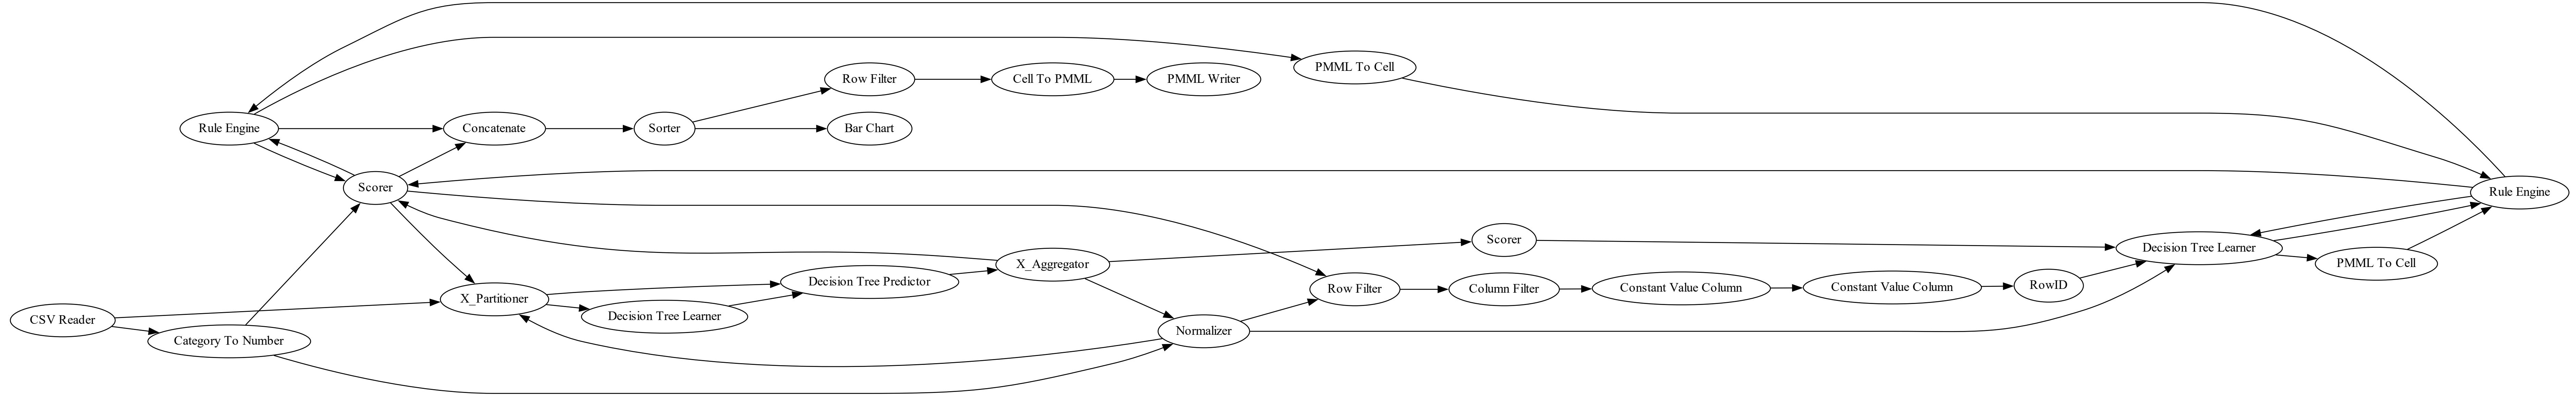 PMML To Cell
Row Filter
Cell To PMML
PMML Writer
Rule Engine
Concatenate
Sorter
Bar Chart
Scorer
Rule Engine
Scorer
Decision Tree Learner
X_Aggregator
PMML To Cell
Decision Tree Predictor
Row Filter
Column Filter
Constant Value Column
Constant Value Column
RowID
X_Partitioner
Decision Tree Learner
CSV Reader
Normalizer
Category To Number